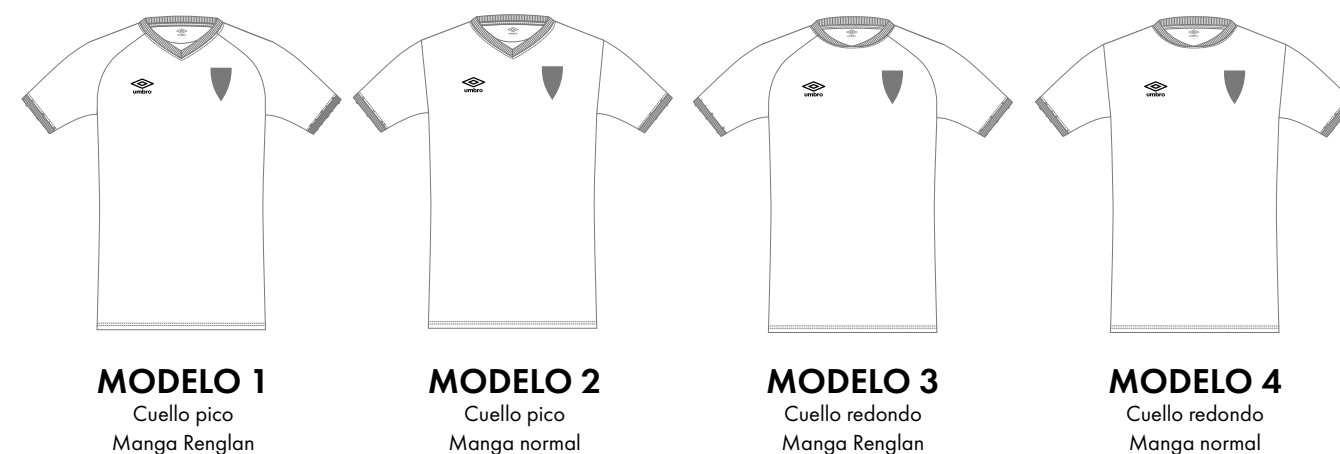 umbro
umbro
umbro
umbro
MODELO 1
Cuello pico
Manga Renglan
MODELO 2
Cuello pico
Manga normal
MODELO 3
Cuello redondo
Manga Renglan
MODELO 4
Cuello redondo
Manga normal